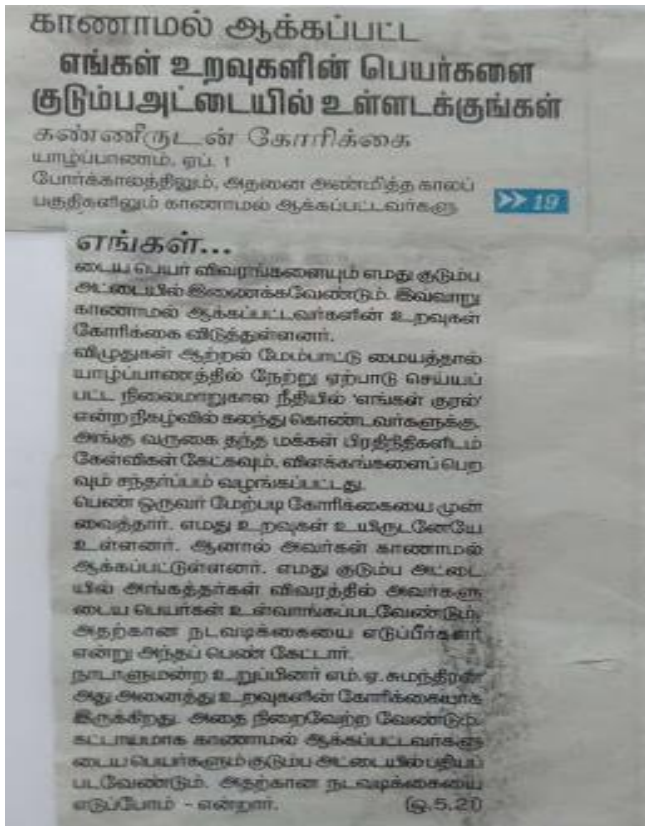 காணாமல் ஆக்கப்பட்ட
எங்கள் உறவுகளின் பெயர்களை
குடும்பஅட்டையில் உள்ளடக்குங்கள்
கண்ணீருடன் கோரிக்கை
யாழ்ப்பாணம், ஏப். 1
போர்க்காலத்திலும், அதனை அண்மித்த காலப்
பகுதிகளிலும் காணாமல் ஆக்கப்பட்டவர்களு
>> 19
எங்கள்...
டைய பெயர் விவரங்களையும் எமது குடும்ப
அட்டையில் இணைக்கவேண்டும். இவ்வாறு
காணாமல் ஆக்கப்பட்டவர்களின் உறவுகள்
கோரிக்கை விடுத்துள்ளனர்.
விழுதுகள் ஆற்றல் மேம்பாட்டு மையத்தால்
யாழ்ப்பாணத்தில் நேற்று ஏற்பாடு செய்யப்
பட்ட நிலைமாறுகால நீதியில் 'எங்கள் குரல்'
என்ற நிகழ்வில் கலந்து கொண்டவர்களுக்கு,
அங்கு வருகை தந்த மக்கள் பிரதிநிதிகளிடம்
கேள்விகள் கேட்கவும், விளக்கங்களைப் பெற
வும் சந்தர்ப்பம் வழங்கப்பட்டது.
பெண் ஒருவர் மேற்படி கோரிக்கையை முன்
வைத்தார். எமது உறவுகள் உயிருடனேயே
உள்ளனர். ஆனால் அவர்கள் காணாமல்
ஆக்கப்பட்டுள்ளனர். எமது குடும்ப அட்டை
யில் அங்கத்தர்கள் விவரத்தில் அவர்களு
டைய பெயர்கள் உள்வாங்கப்படவேண்டும்,
அதற்கான நடவடிக்கையை எடுப்பீர்களா
என்று அந்தப் பெண் கேட்டார்.
நாடாளுமன்ற உறுப்பினர் எம்.ஏ.சுமந்திரன்
அது அனைத்து உறவுகளின் கோரிக்கையாக
இருக்கிறது. அதை நிறைவேற்ற வேண்டும்.
கட்டாயமாக காணாமல் ஆக்கப்பட்டவர்களு
டைய பெயர்களும் குடும்ப அட்டையில் பதியப்
படவேண்டும். அதற்கான நடவடிக்கையை
எடுப்போம் - என்றார். (ஒ.5.21)